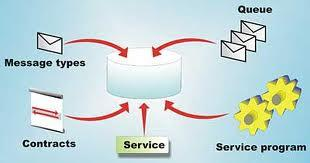 Queue
Message types
Contracts
Service
Service program